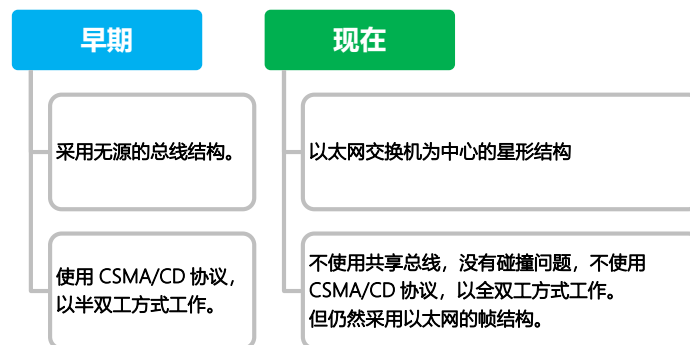 早期
现在
采用无源的总线结构。
以太网交换机为中心的星形结构
使用 CSMA/CD 协议，
以半双工方式工作。
不使用共享总线，没有碰撞问题，不使用
CSMA/CD 协议，以全双工方式工作。
但仍然采用以太网的帧结构。